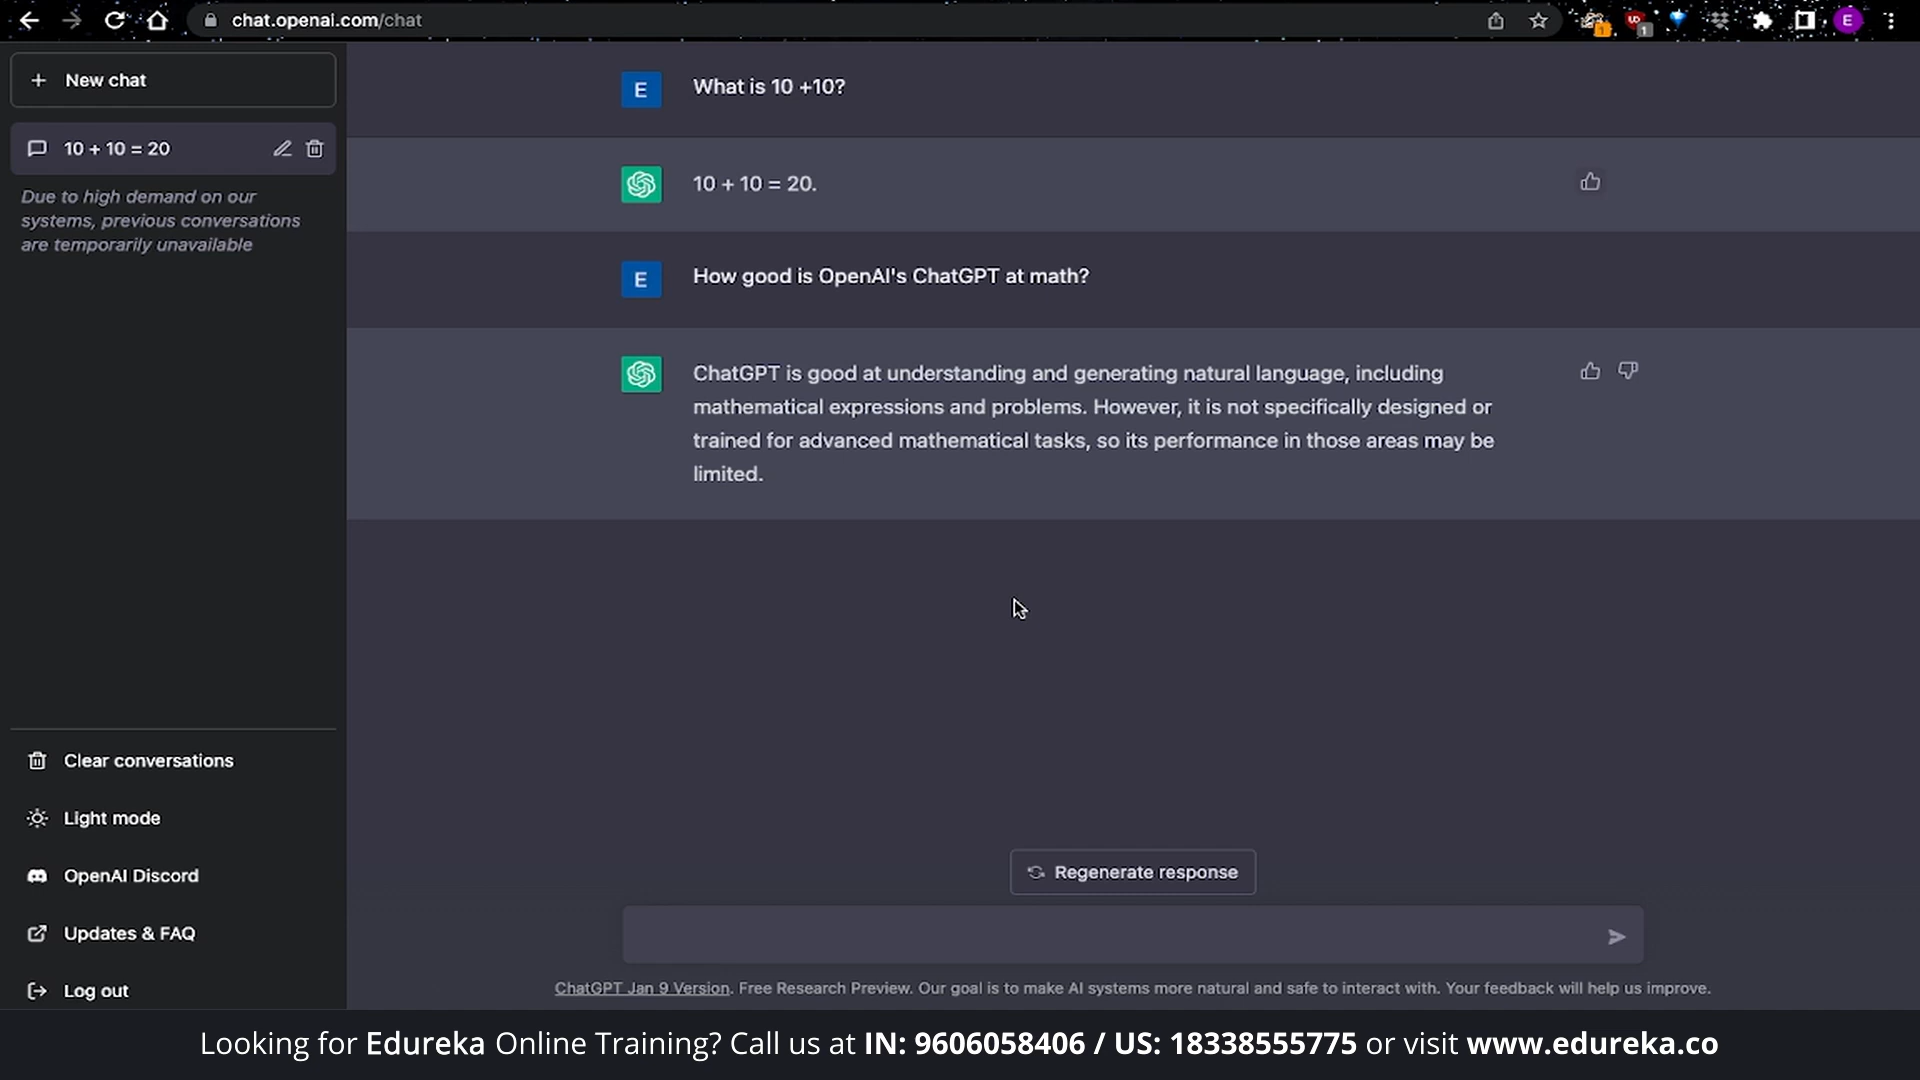 chat.openai.com/chat
1
UD
1
E
New chat
10 + 10 = 20
Due to high demand on our
systems, previous conversations
are temporarily unavailable
E
What is 10 +10?
10 + 10 = 20.
E
How good is OpenAI's ChatGPT at math?
ChatGPT is good at understanding and generating natural language, including
mathematical expressions and problems. However, it is not specifically designed or
trained for advanced mathematical tasks, so its performance in those areas may be
limited.
Clear conversations
Light mode
OpenAI Discord
Updates & FAQ
Log out
Regenerate response
ChatGPT Jan 9 Version. Free Research Preview. Our goal is to make AI systems more natural and safe to interact with. Your feedback will help us improve.
Looking for Edureka Online Training? Call us at IN: 9606058406 / US: 18338555775 or visit www.edureka.co